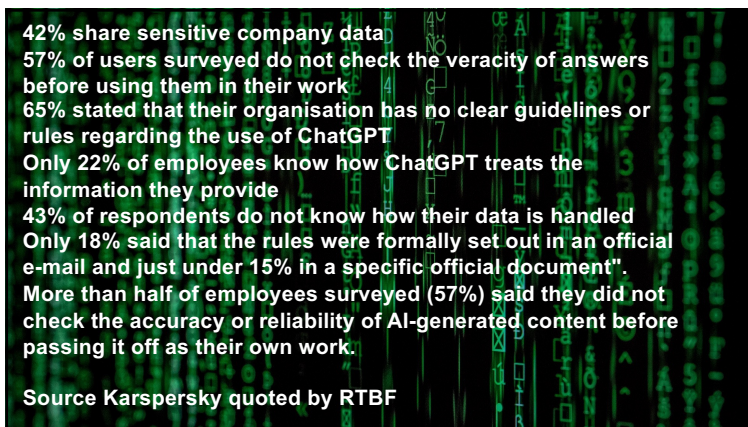 42% share sensitive company data
57% of users surveyed do not check the veracity of answers
before using them in their work
65% stated that their organisation has no clear guidelines or
rules regarding the use of ChatGPT
Only 22% of employees know how ChatGPT treats the
information they provide
43% of respondents do not know how their data is handled
Only 18% said that the rules were formally set out in an official
e-mail and just under 15% in a specific official document".
More than half of employees surveyed (57%) said they did not
check the accuracy or reliability of AI-generated content before
passing it off as their own work.
Source Karspersky quoted by RTBF